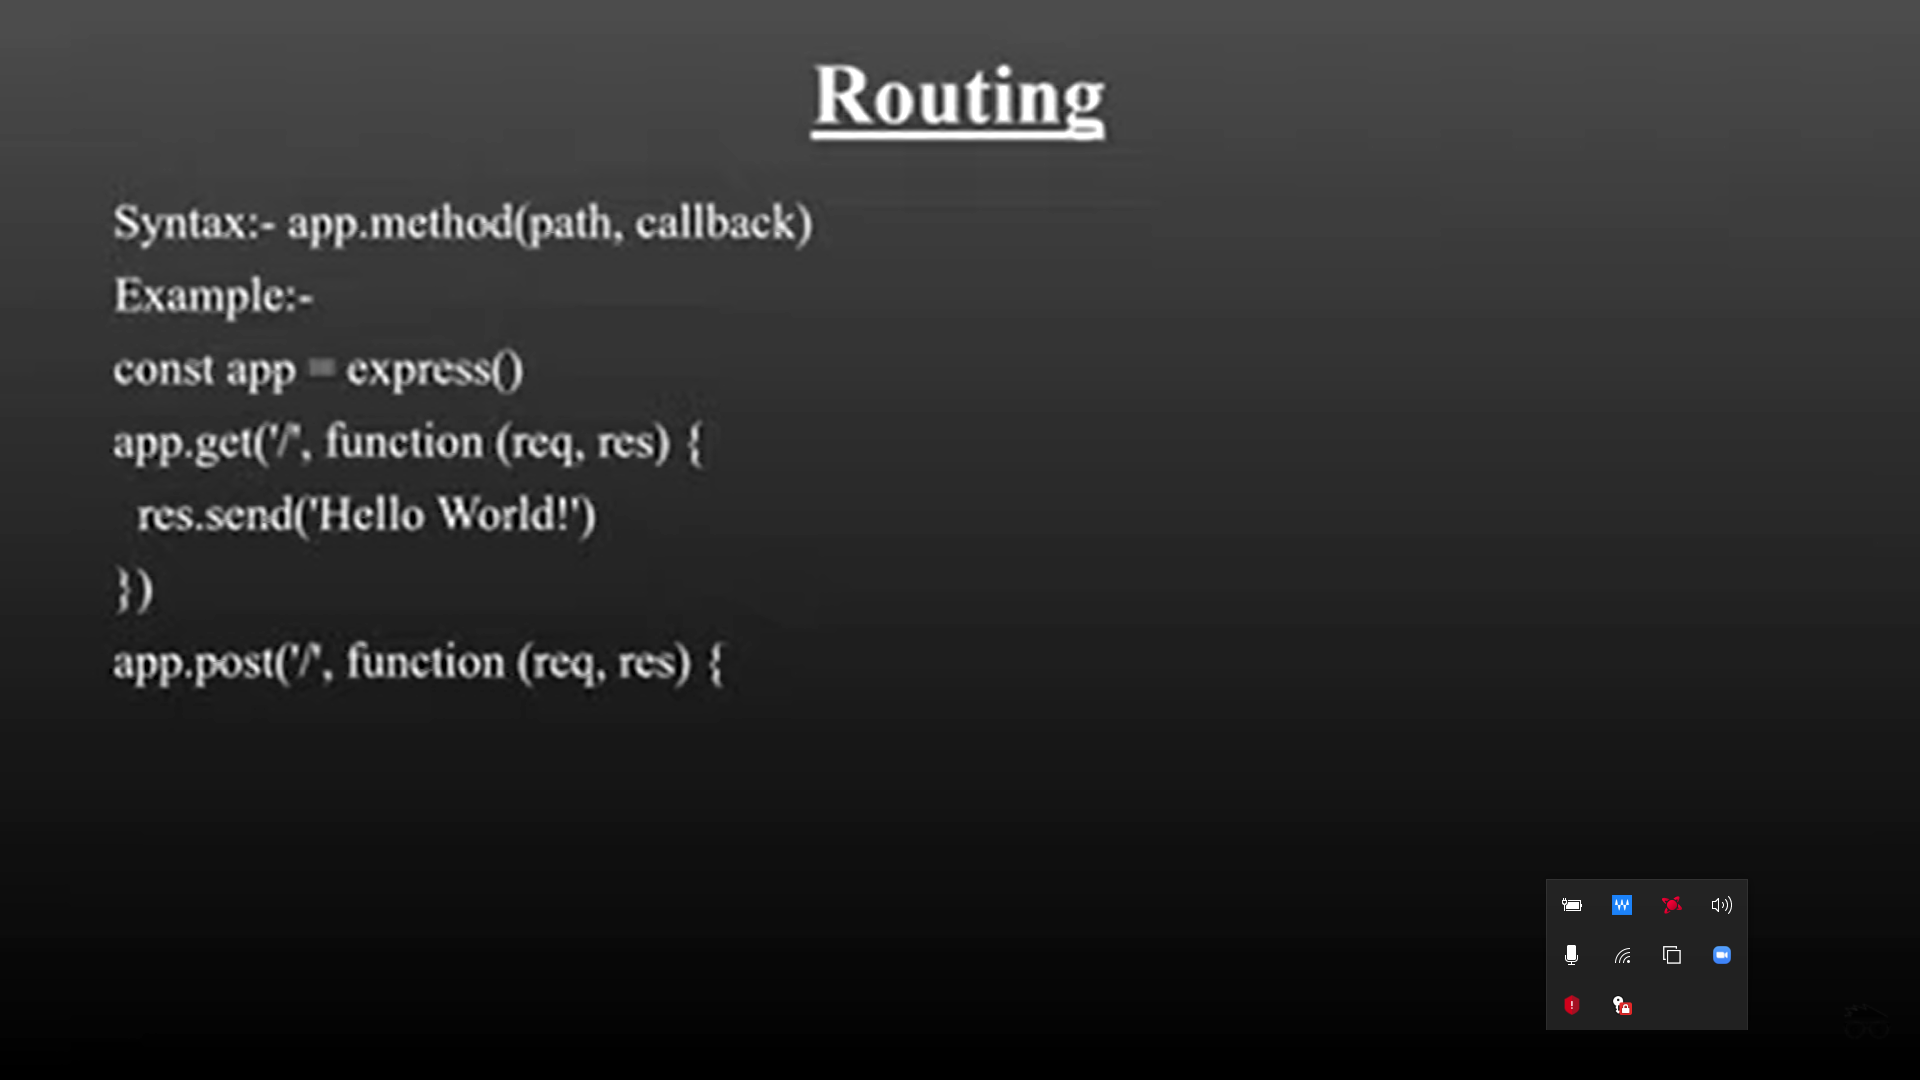 Routing
Syntax:- app.method(path, callback)
Example:-
const app = express()
app.get('/', function (req, res) {
res.send('Hello World!')
})
app.post('/', function (req, res) {